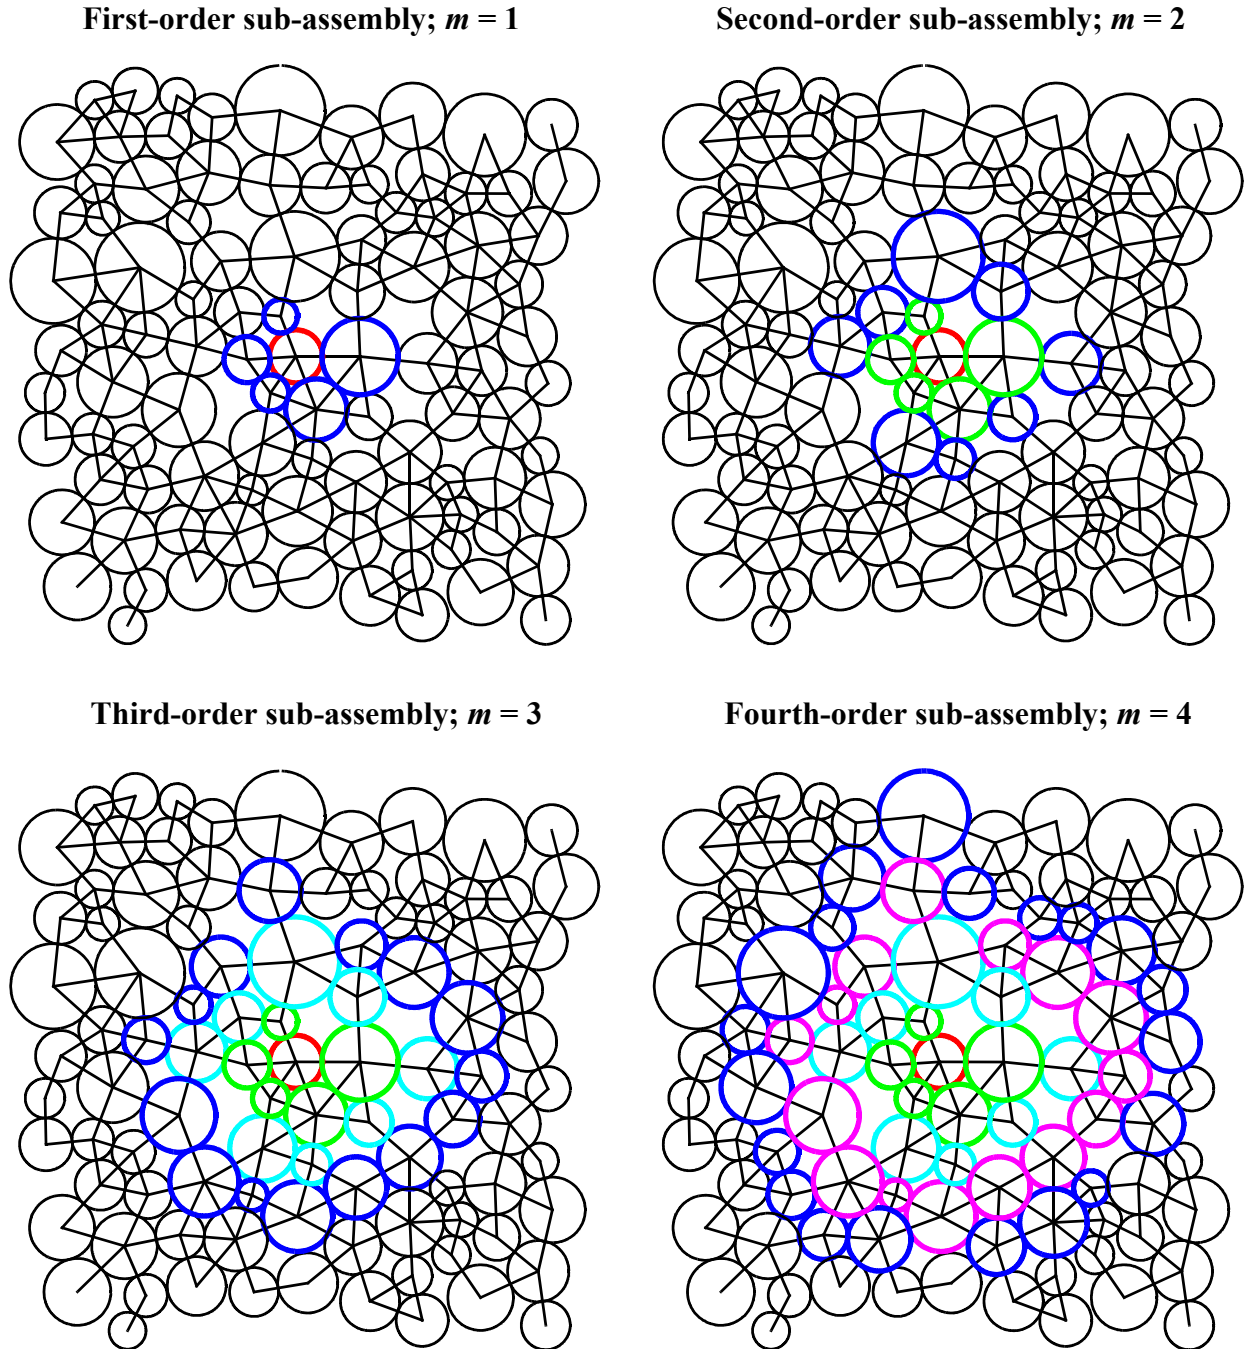 First-order sub-assembly; m = 1
Second-order sub-assembly; m = 2
Third-order sub-assembly; m = 3
Fourth-order sub-assembly; m = 4